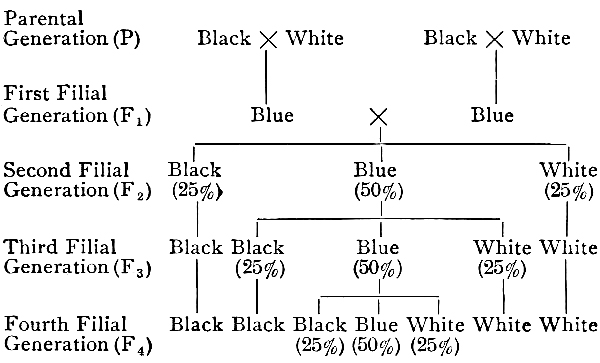 Parental
Generation (P) Black × White Black × White
First Filial
Generation (F₁) Blue × Blue
Second Filial Black Blue White
Generation (F₂) (25%) (50%) (25%)
Third Filial Black Black Blue White White
Generation (F₃) (25%) (50%) (25%)
Fourth Filial Black Black Black Blue White White White
Generation (F₄) (25%) (50%) (25%)